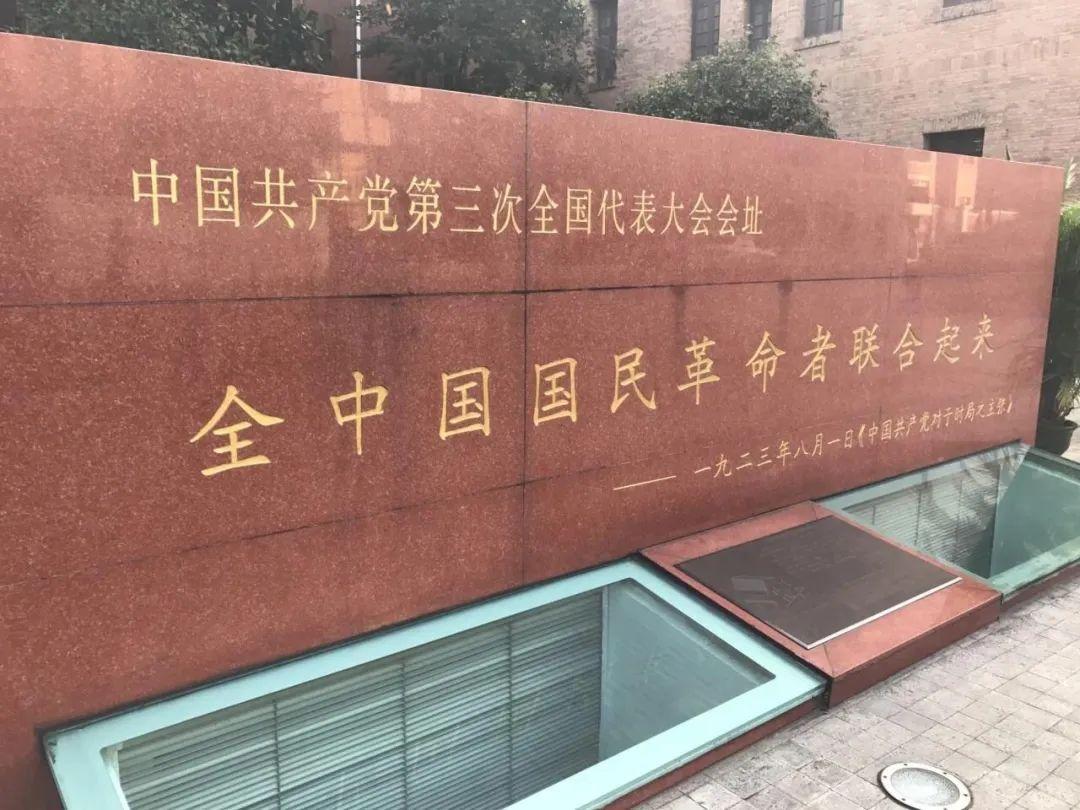 中国共产党第三次全国代表大会会址
全中国国民革命者联合起来
——一九二三年八月一日《中国共产党对于时局之主张》